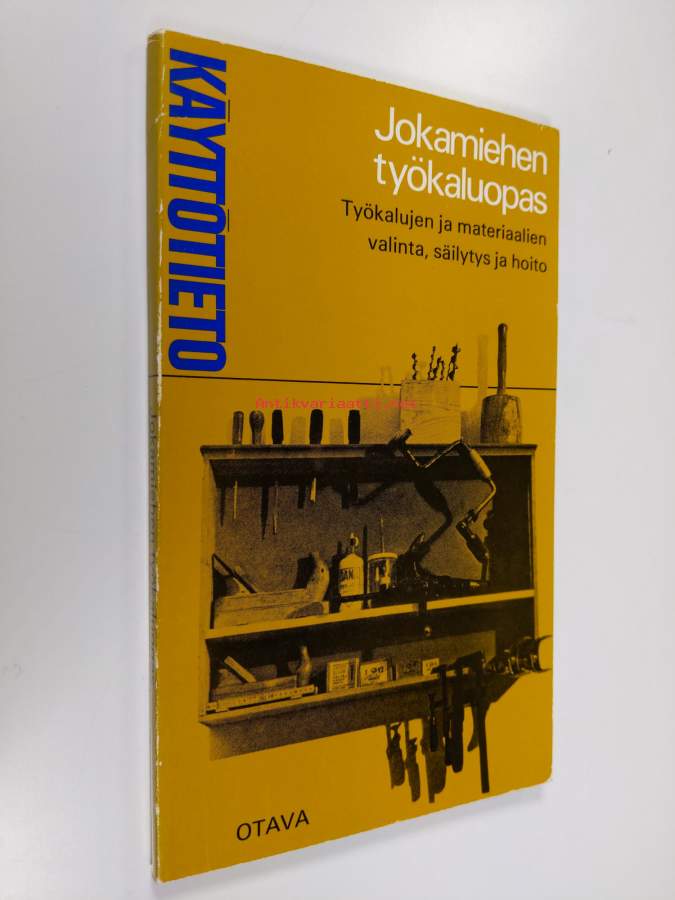 KÄYTTÖTIETO
Jokamiehen
työkaluopas
Työkalujen ja materiaalien
valinta, säilytys ja hoito
OTAVA